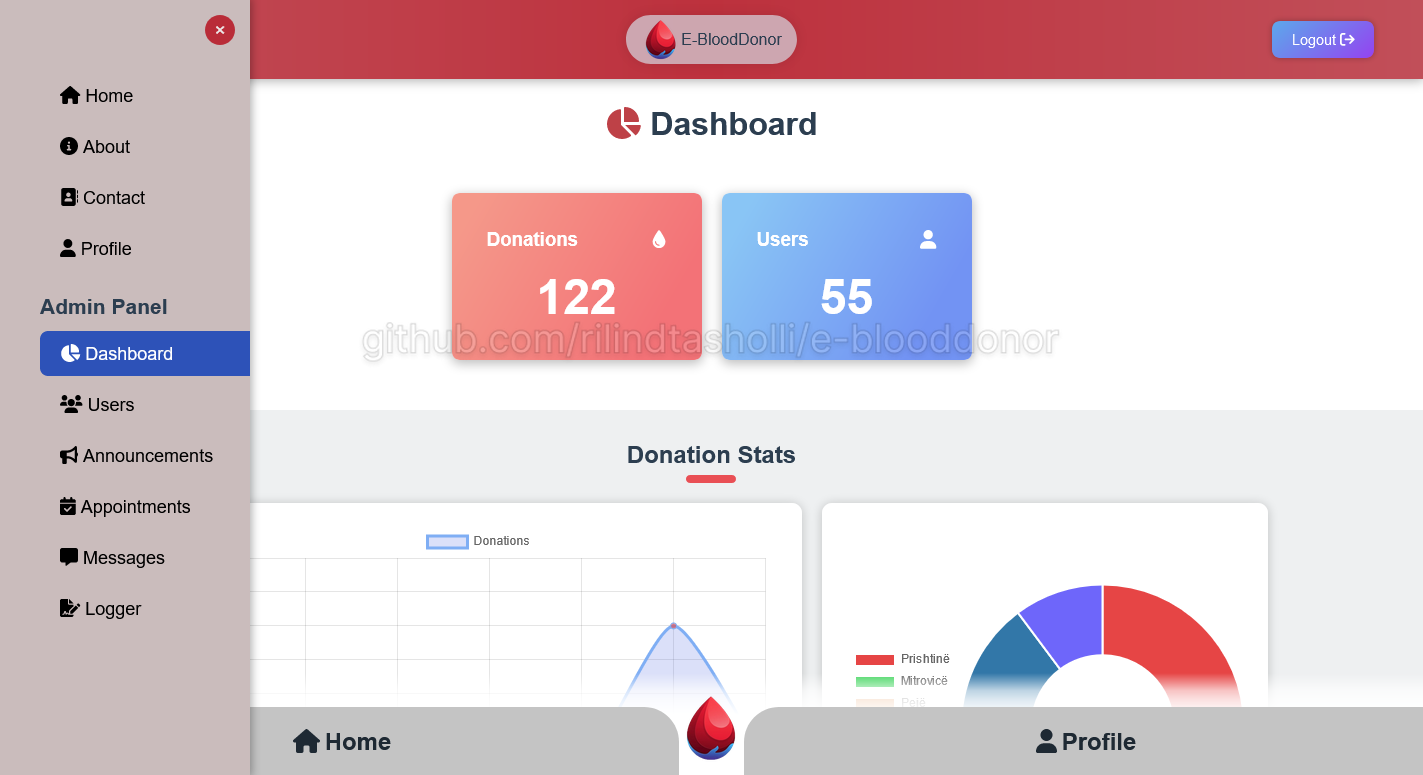 E-BloodDonor
Logout
Home
About
Contact
Profile
Admin Panel
Dashboard
Users
Announcements
Appointments
Messages
Logger
Dashboard
Donations
122
Users
55
github.com/rilindtasholli/e-blooddonor
Donation Stats
Donations
Prishtinë
Mitrovicë
Pejë
Home
Profile